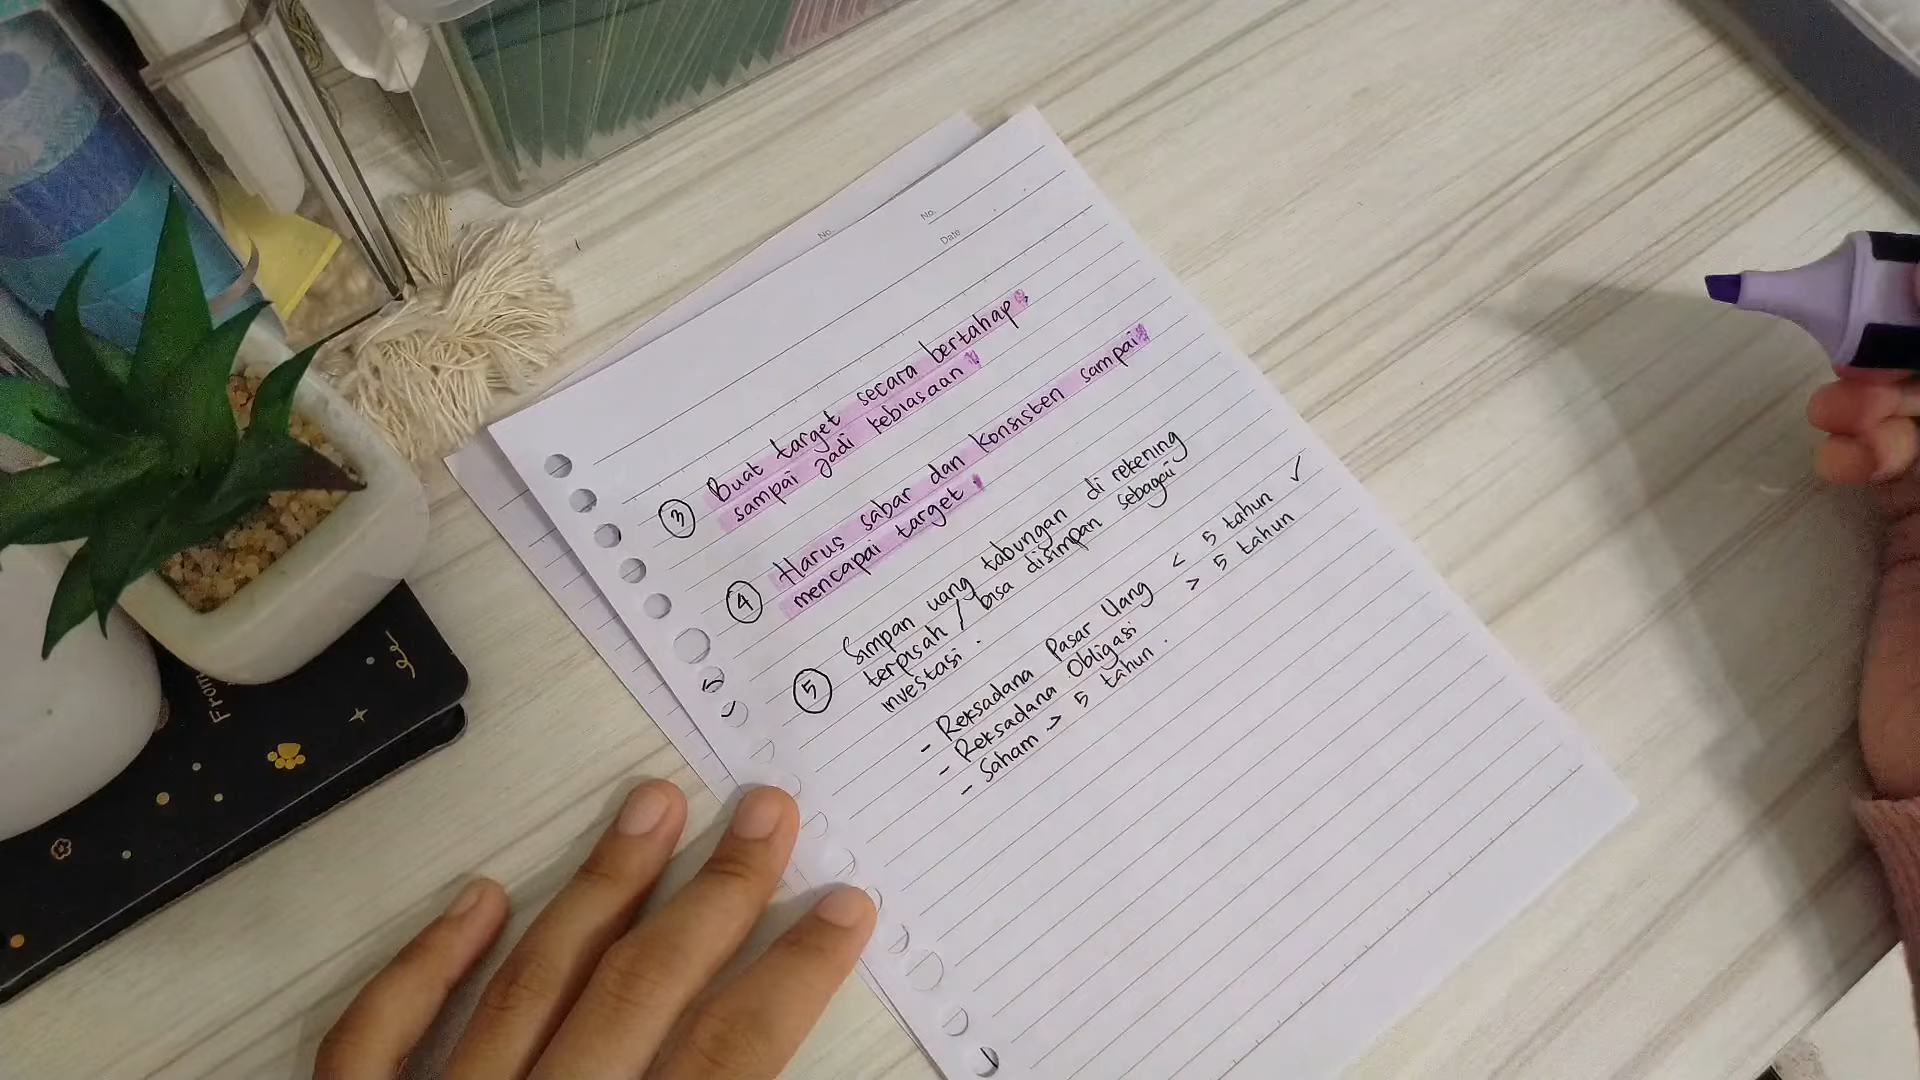 No.
No.
Date
③ Buat target secara bertahap
sampai jadi kebiasaan
④ Harus sabar dan konsisten sampai
mencapai target
⑤ Simpan uang tabungan di rekening
terpisah / bisa disimpan sebagai
investasi.
- Reksadana Pasar Uang < 5 tahun ✓
- Reksadana Obligasi > 5 tahun
- Saham > 5 tahun.
From